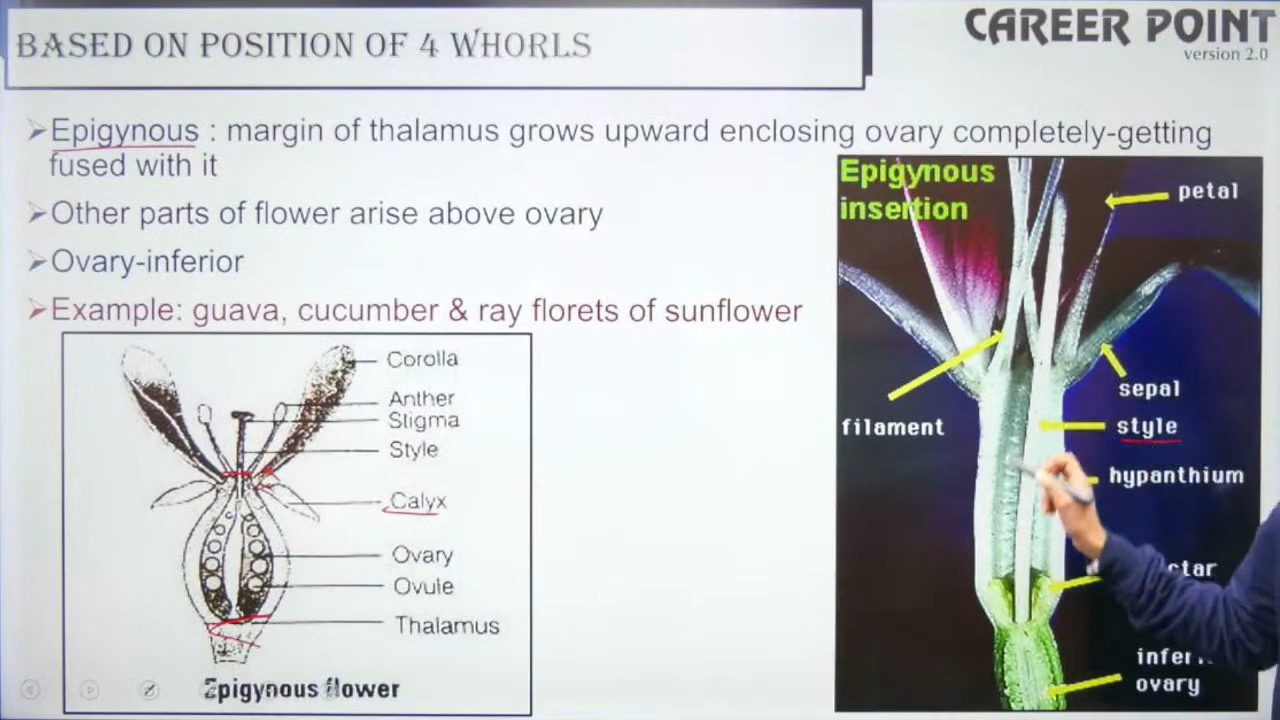 BASED ON POSITION OF 4 WHORLS
CAREER POINT
version 2.0
➤Epigynous : margin of thalamus grows upward enclosing ovary completely-getting
fused with it
➤Other parts of flower arise above ovary
➤Ovary-inferior
➤Example: guava, cucumber & ray florets of sunflower
Corolla
Anther
Stigma
Style
Calyx
Ovary
Ovule
Thalamus
Epigynous flower
Epigynous
insertion
petal
sepal
filament
style
hypanthium
ovary